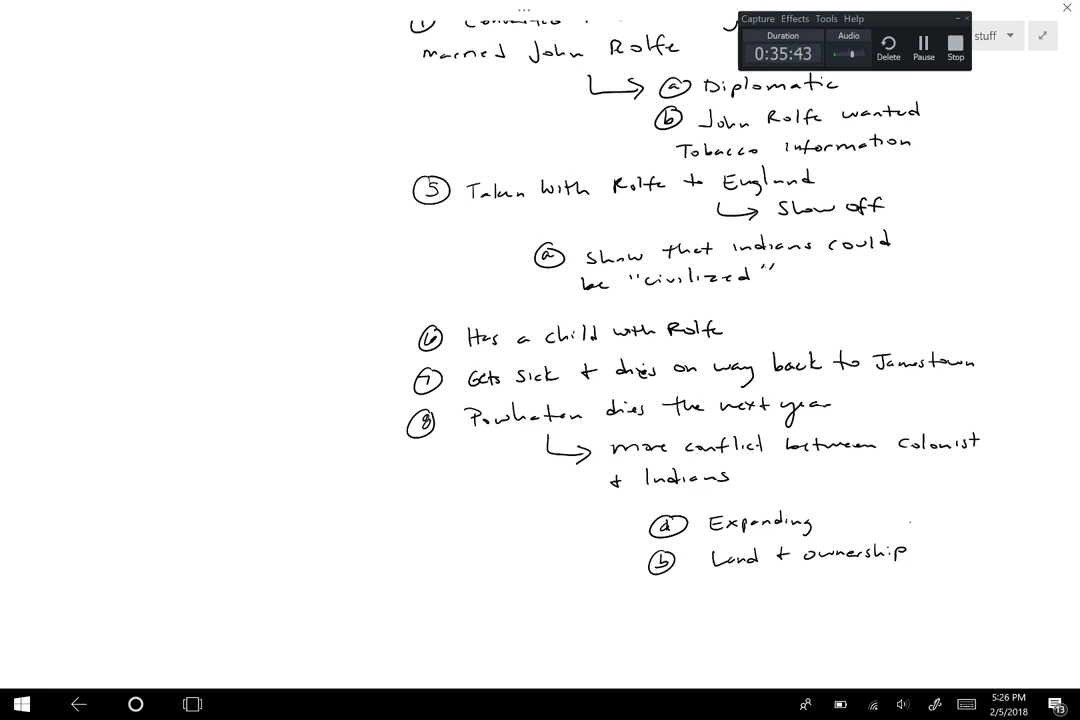 Capture Effects Tools Help
Duration
Audio
0:35:43
Delete
Pause
Stop
stuff
married John Rolfe
a Diplomatic
b John Rolfe wanted
Tobacco information
5 Taken with Rolfe to England
Show off
a Show that indians could
be "civilized"
6 Has a child with Rolfe
7 Gets sick + dies on way back to Jamestown
8 Powhaten dies the next year
more conflict between colonist
+ Indians
a Expanding
b Land + ownership
5:26 PM
2/5/2018
13